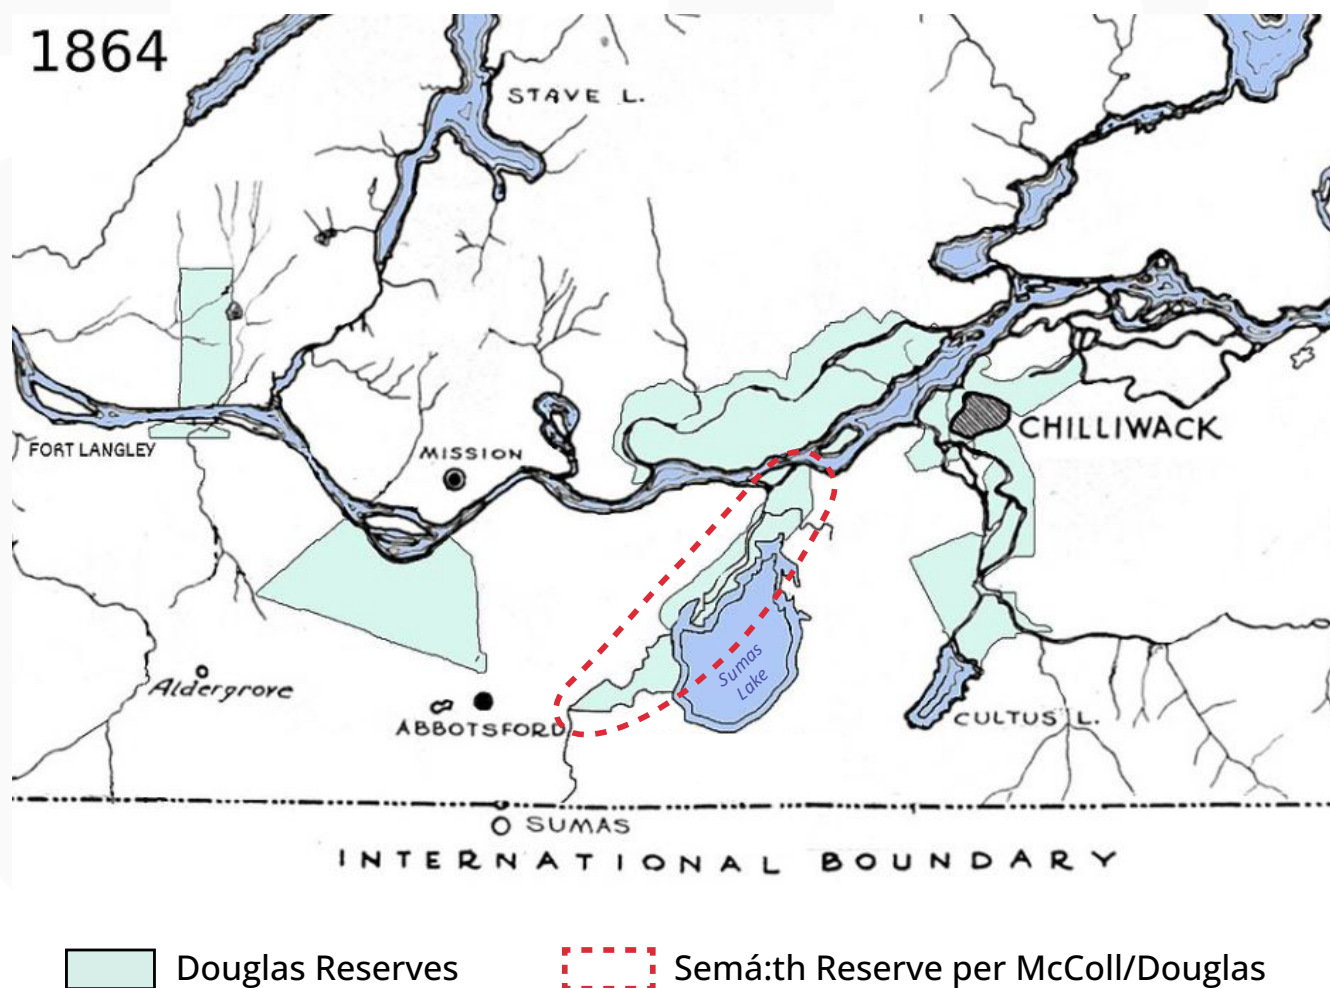 1864
STAVE L.
CHILLIWACK
FORT LANGLEY
MISSION
Sumas
Lake
Aldergrove
ABBOTSFORD
CULTUS L.
SUMAS
INTERNATIONAL BOUNDARY
Douglas Reserves
Semá:th Reserve per McColl/Douglas